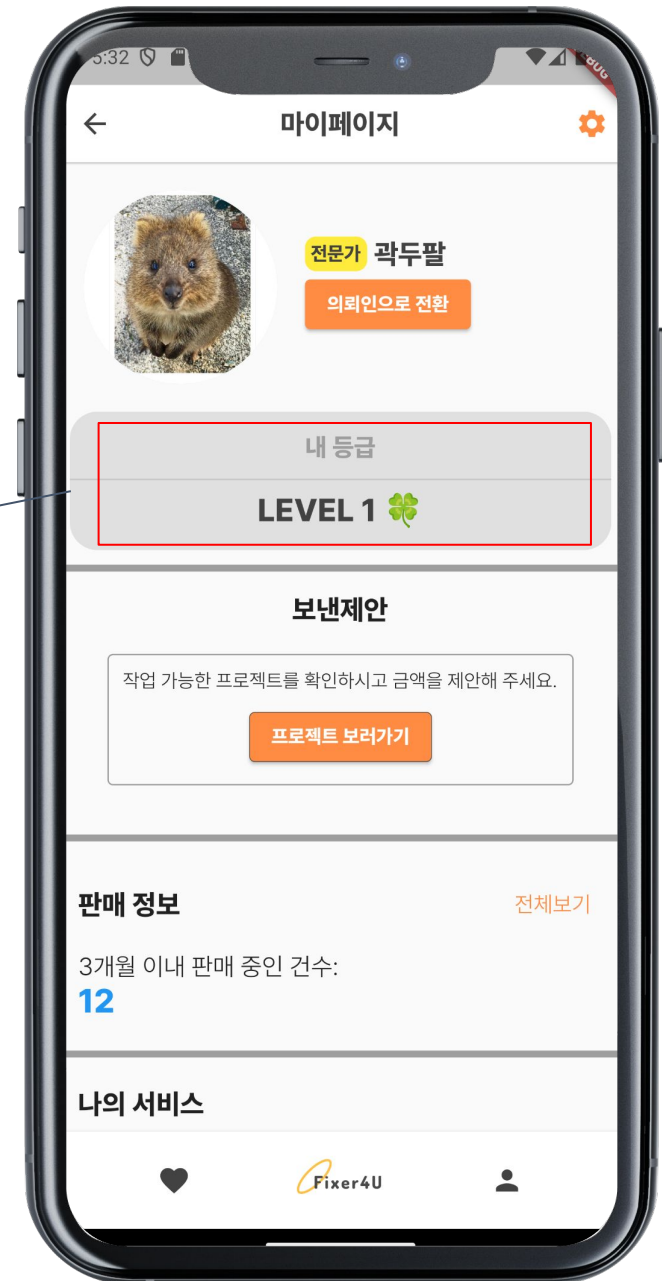 5:32
마이페이지
전문가 곽두팔
의뢰인으로 전환
내 등급
LEVEL 1 🍀
보낸제안
작업 가능한 프로젝트를 확인하시고 금액을 제안해 주세요.
프로젝트 보러가기
판매 정보 전체보기
3개월 이내 판매 중인 건수:
12
나의 서비스
Fixer4U